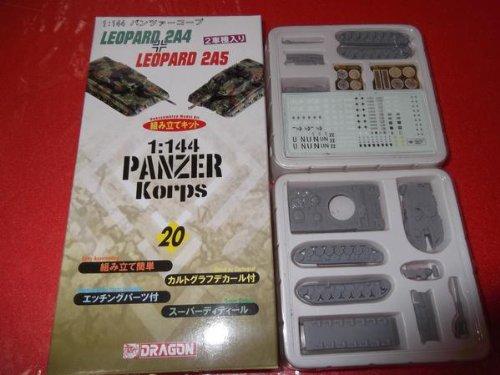 1:144 パンツァーコープ
LEOPARD 2A4
２車種入り
LEOPARD 2A5
組み立てキット
1:144
PANZER
Korps
20
組み立て簡単
カルトグラフデカール付
エッチングパーツ付
スーパーディティール
DRAGON